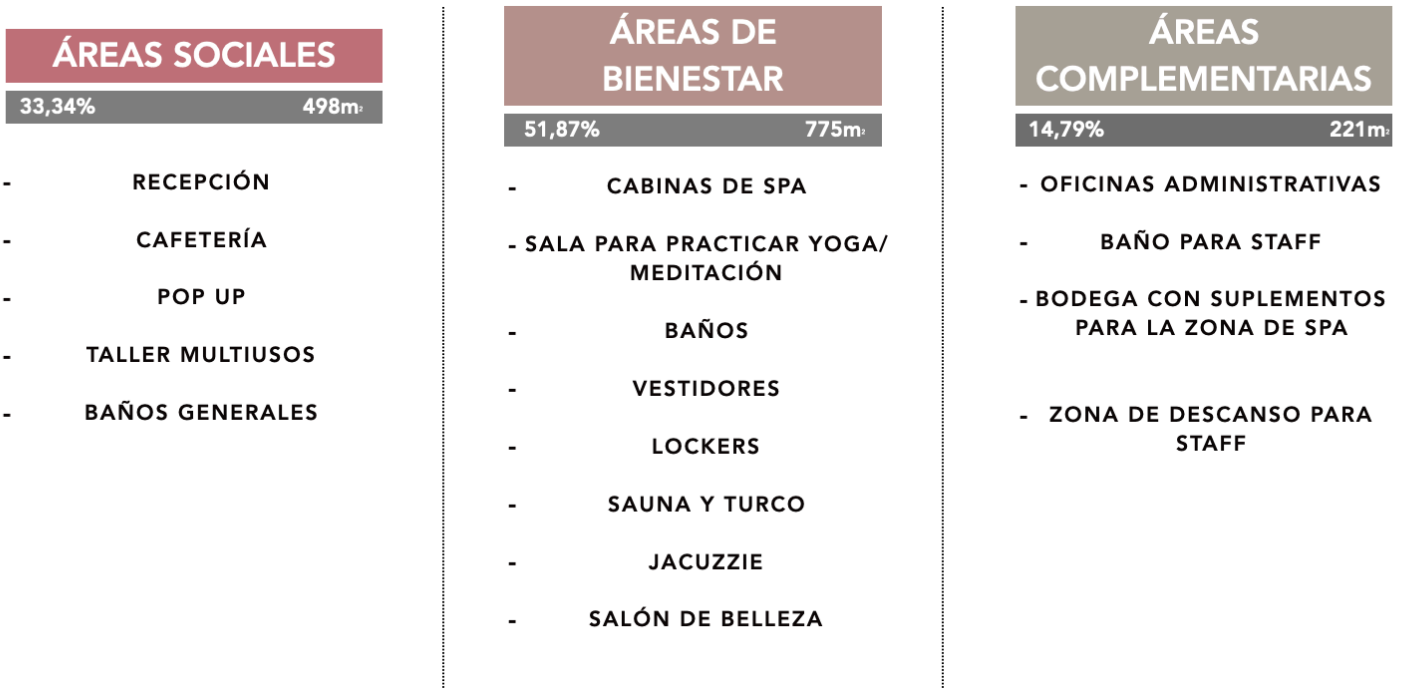 ÁREAS SOCIALES
33,34% 498m²
- RECEPCIÓN
- CAFETERÍA
- POP UP
- TALLER MULTIUSOS
- BAÑOS GENERALES
ÁREAS DE
BIENESTAR
51,87% 775m²
- CABINAS DE SPA
- SALA PARA PRACTICAR YOGA/
MEDITACIÓN
- BAÑOS
- VESTIDORES
- LOCKERS
- SAUNA Y TURCO
- JACUZZIE
- SALÓN DE BELLEZA
ÁREAS
COMPLEMENTARIAS
14,79% 221m²
- OFICINAS ADMINISTRATIVAS
- BAÑO PARA STAFF
- BODEGA CON SUPLEMENTOS
PARA LA ZONA DE SPA
- ZONA DE DESCANSO PARA
STAFF